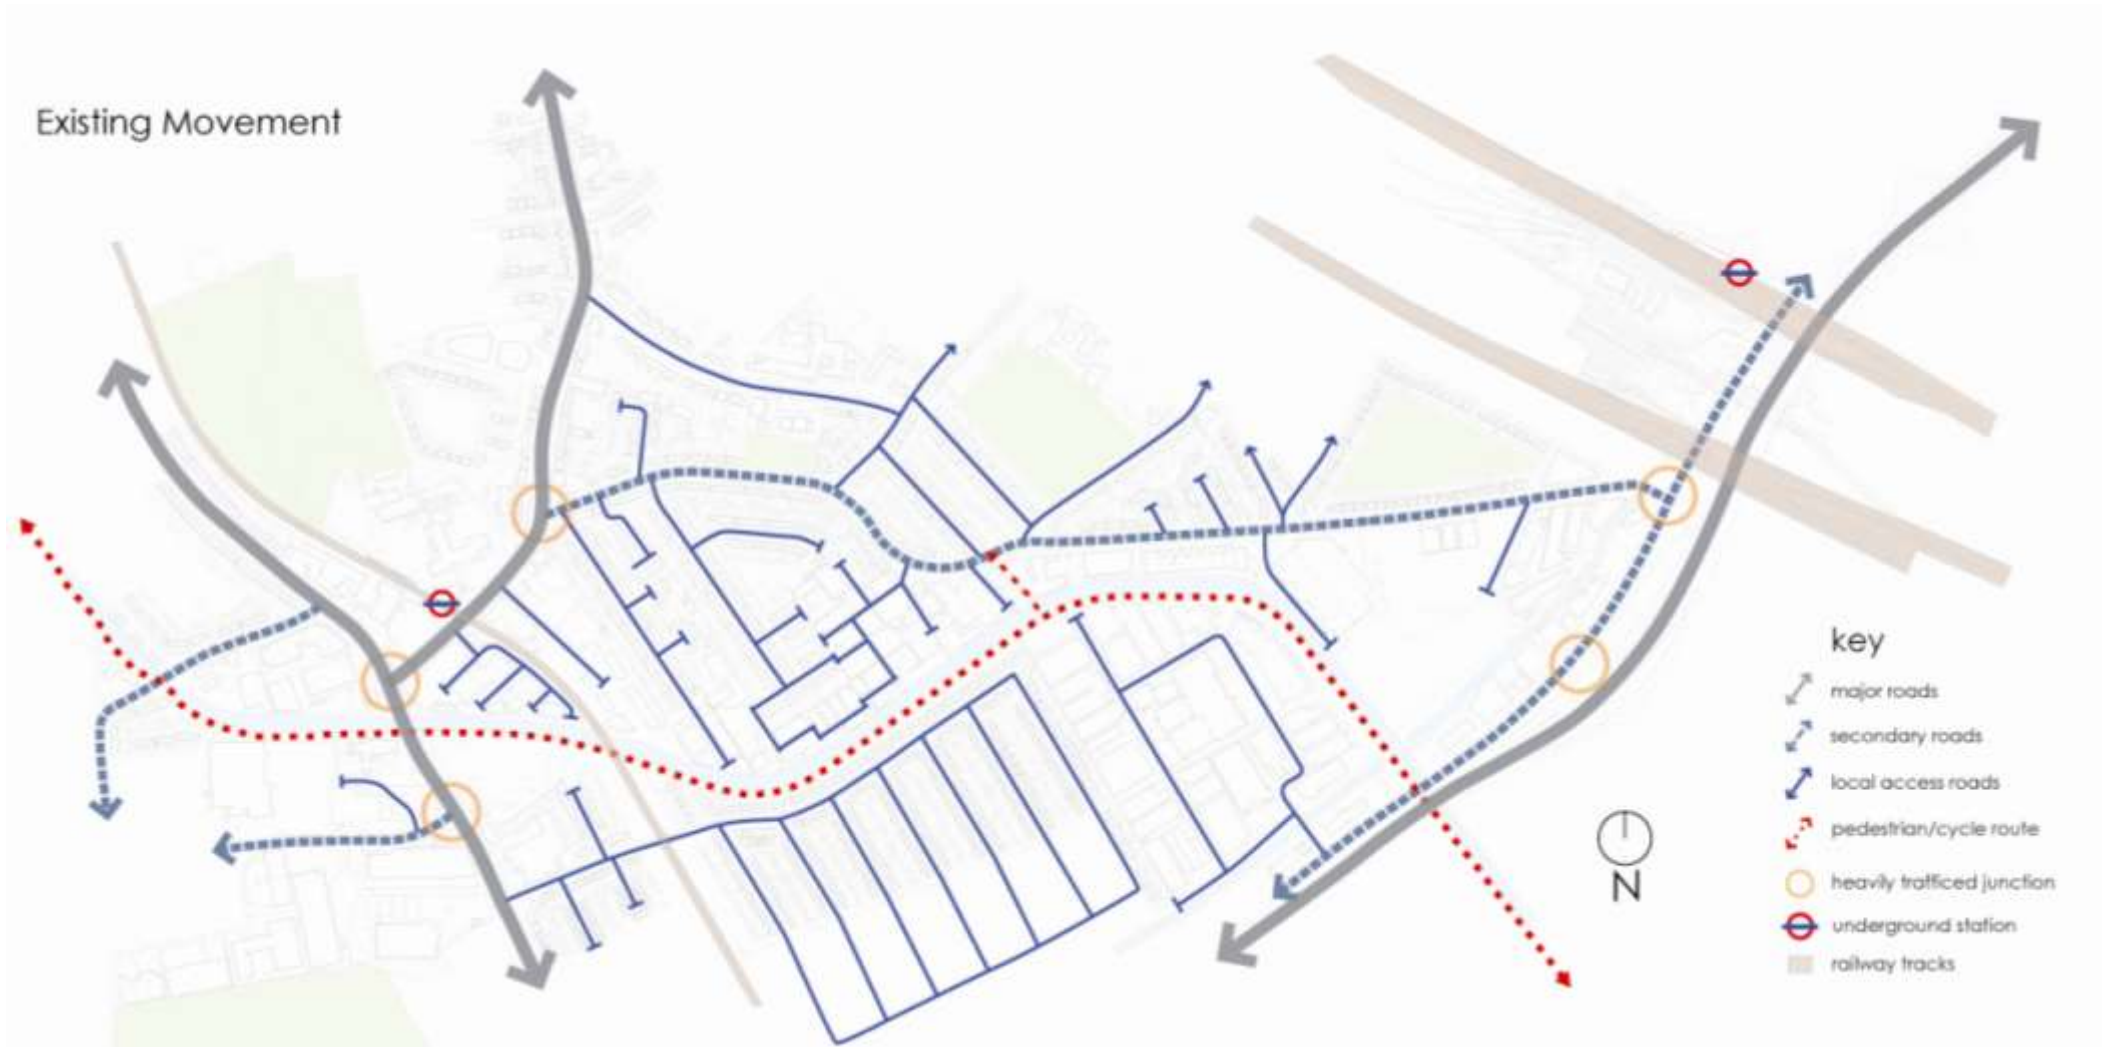 Existing Movement
key
major roads
secondary roads
local access roads
pedestrian/cycle route
heavily trafficed junction
underground station
railway tracks
N